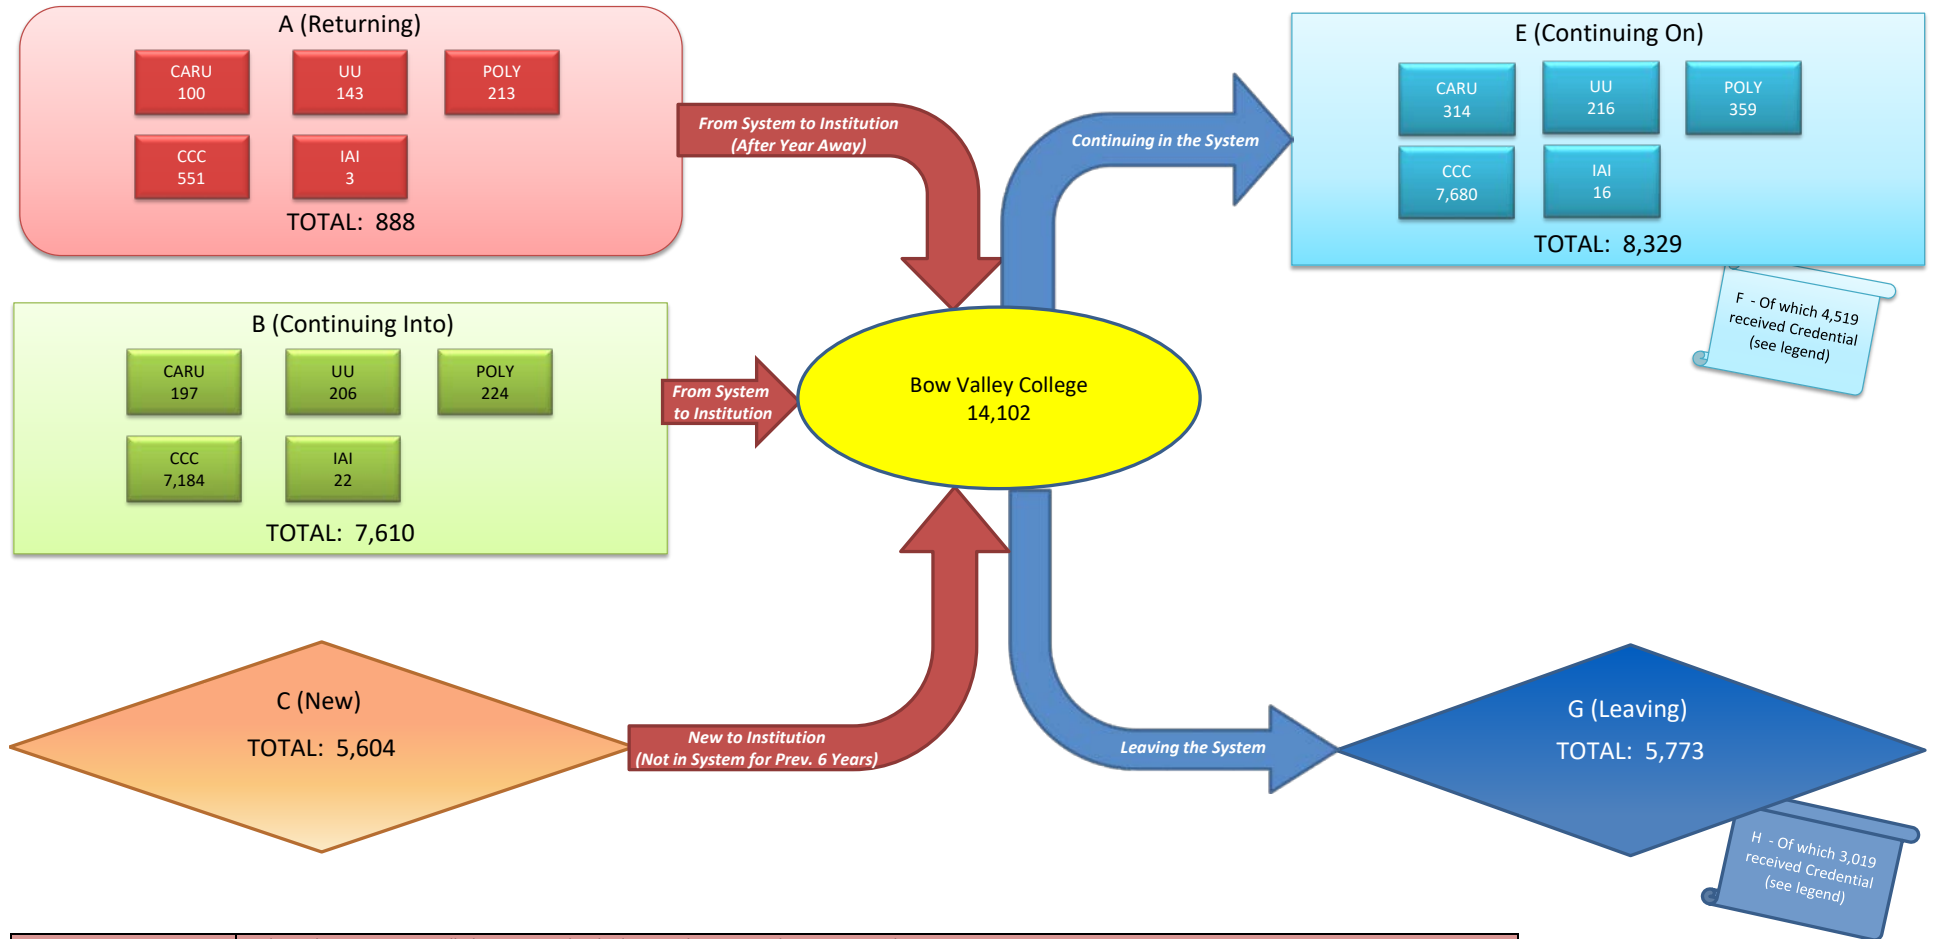 A (Returning)
CARU
100
UU
143
POLY
213
CCC
551
IAI
3
TOTAL: 888
From System to Institution
(After Year Away)
B (Continuing Into)
CARU
197
UU
206
POLY
224
CCC
7,184
IAI
22
TOTAL: 7,610
From System
to Institution
C (New)
TOTAL: 5,604
New to Institution
(Not in System for Prev. 6 Years)
Bow Valley College
14,102
Continuing in the System
E (Continuing On)
CARU
314
UU
216
POLY
359
CCC
7,680
IAI
16
TOTAL: 8,329
F - Of which 4,519
received Credential
(see legend)
Leaving the System
G (Leaving)
TOTAL: 5,773
H - Of which 3,019
received Credential
(see legend)